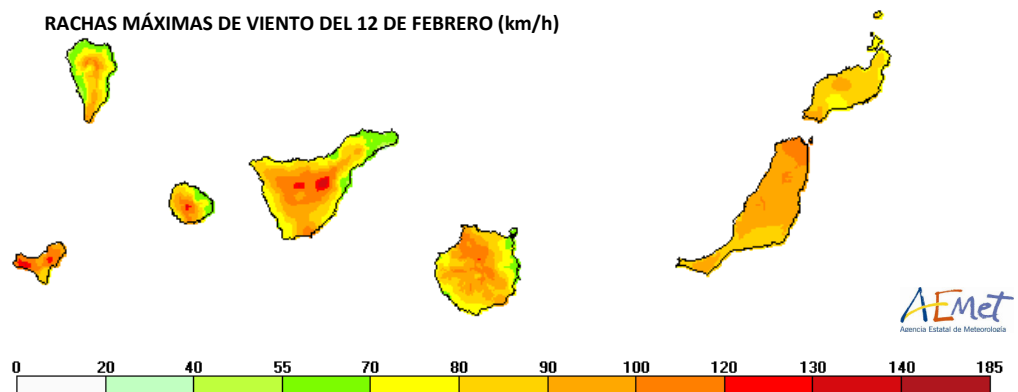 RACHAS MÁXIMAS DE VIENTO DEL 12 DE FEBRERO (km/h)
AEMet
Agencia Estatal de Meteorología
0 20 40 55 70 80 90 100 120 130 140 185